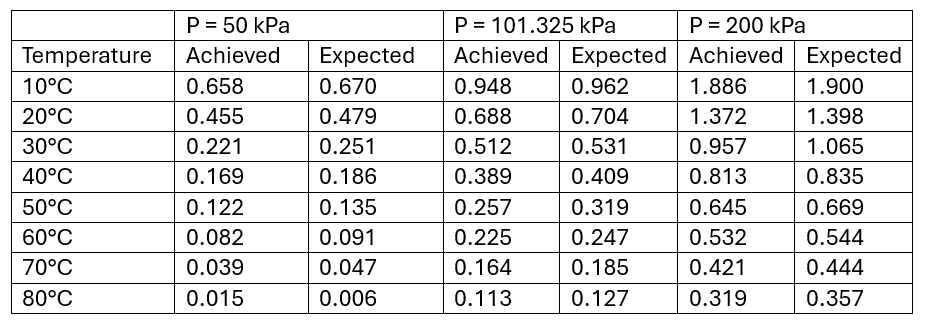 P = 50 kPa P = 101.325 kPa P = 200 kPa
Temperature Achieved Expected Achieved Expected Achieved Expected
10°C 0.658 0.670 0.948 0.962 1.886 1.900
20°C 0.455 0.479 0.688 0.704 1.372 1.398
30°C 0.221 0.251 0.512 0.531 0.957 1.065
40°C 0.169 0.186 0.389 0.409 0.813 0.835
50°C 0.122 0.135 0.257 0.319 0.645 0.669
60°C 0.082 0.091 0.225 0.247 0.532 0.544
70°C 0.039 0.047 0.164 0.185 0.421 0.444
80°C 0.015 0.006 0.113 0.127 0.319 0.357